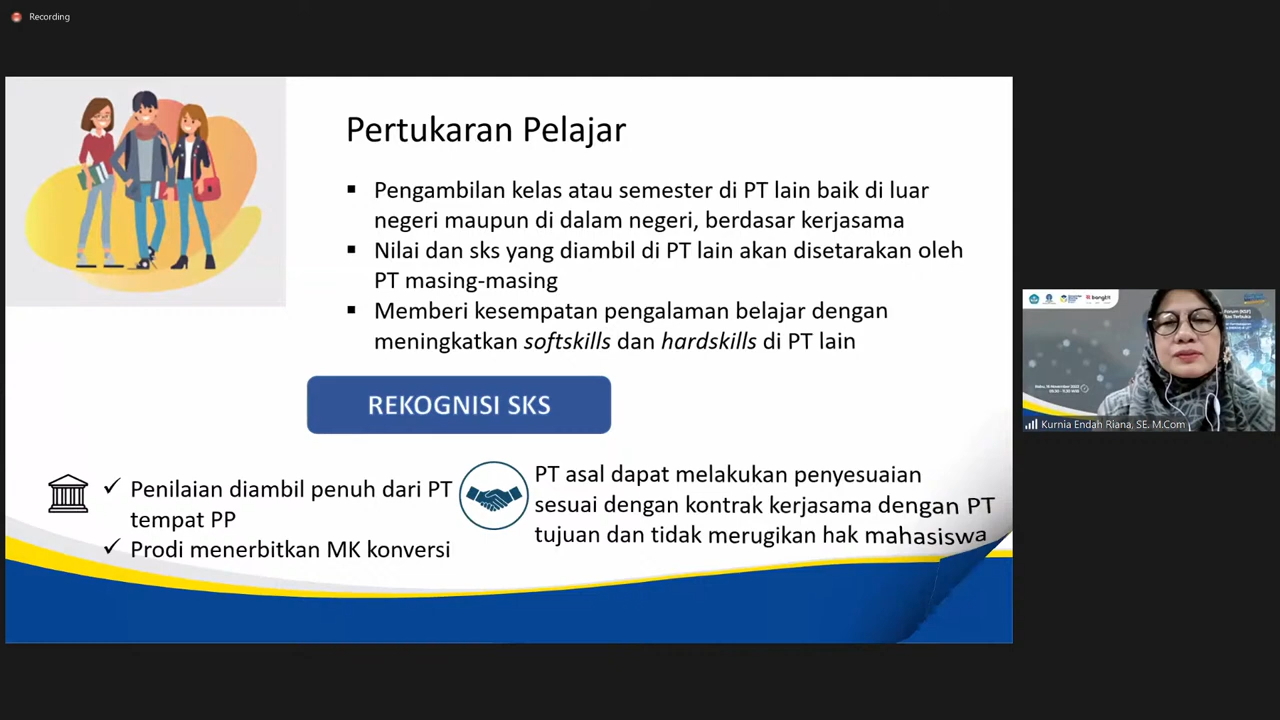 Recording
Pertukaran Pelajar
▪ Pengambilan kelas atau semester di PT lain baik di luar
negeri maupun di dalam negeri, berdasar kerjasama
▪ Nilai dan sks yang diambil di PT lain akan disetarakan oleh
PT masing-masing
▪ Memberi kesempatan pengalaman belajar dengan
meningkatkan softskills dan hardskills di PT lain
REKOGNISI SKS
✓ Penilaian diambil penuh dari PT
tempat PP
✓ Prodi menerbitkan MK konversi
PT asal dapat melakukan penyesuaian
sesuai dengan kontrak kerjasama dengan PT
tujuan dan tidak merugikan hak mahasiswa
Kurnia Endah Riana, SE. M.Com